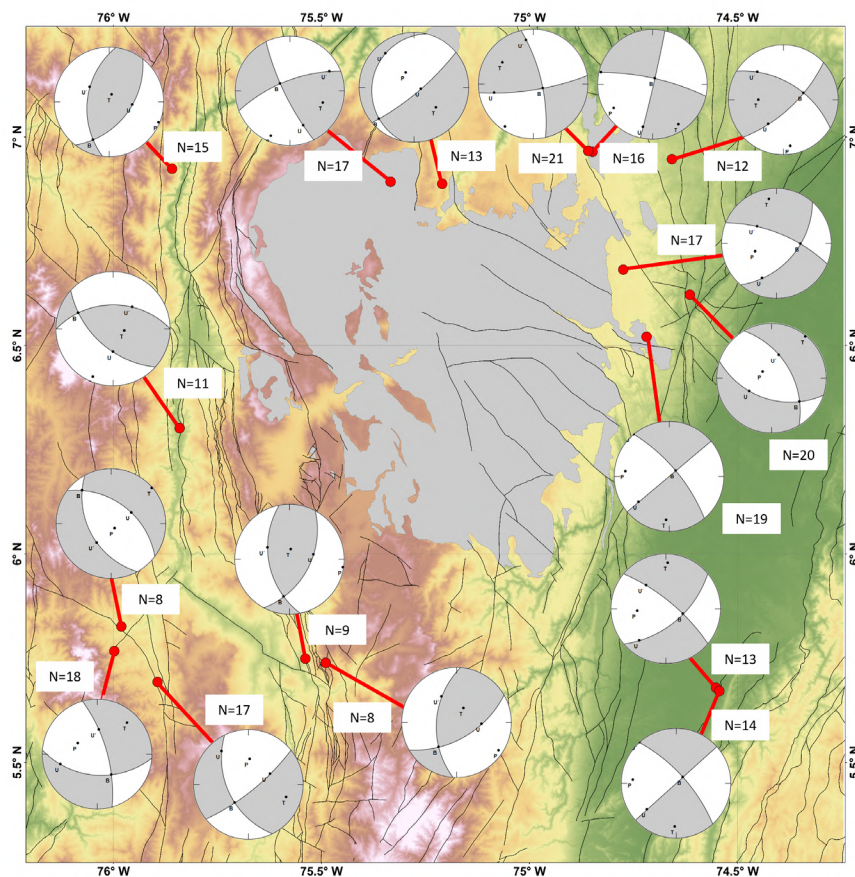 76° W 75.5° W 75° W 74.5° W
7° N 7° N
6.5° N 6.5° N
6° N 6° N
5.5° N 5.5° N
N=15
N=17
N=13
N=21
N=16
N=12
N=17
N=11
N=20
N=19
N=8
N=9
N=13
N=18
N=17
N=8
N=14
76° W 75.5° W 75° W 74.5° W